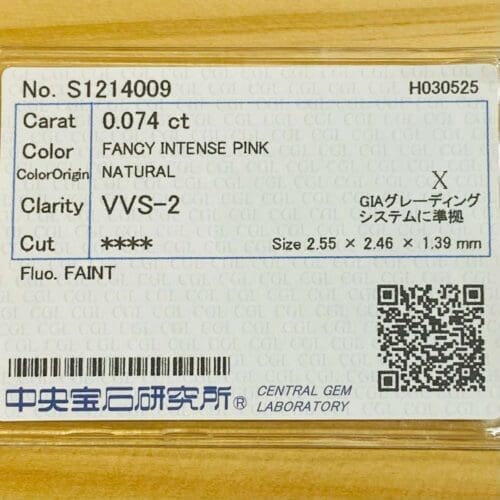 No. S1214009 H030525
Carat 0.074 ct
Color FANCY INTENSE PINK
ColorOrigin NATURAL
X
Clarity VVS-2
GIAグレーディング
システムに準拠
Cut **** Size 2.55 × 2.46 × 1.39 mm
Fluo. FAINT
中央宝石研究所® CENTRAL GEM
LABORATORY